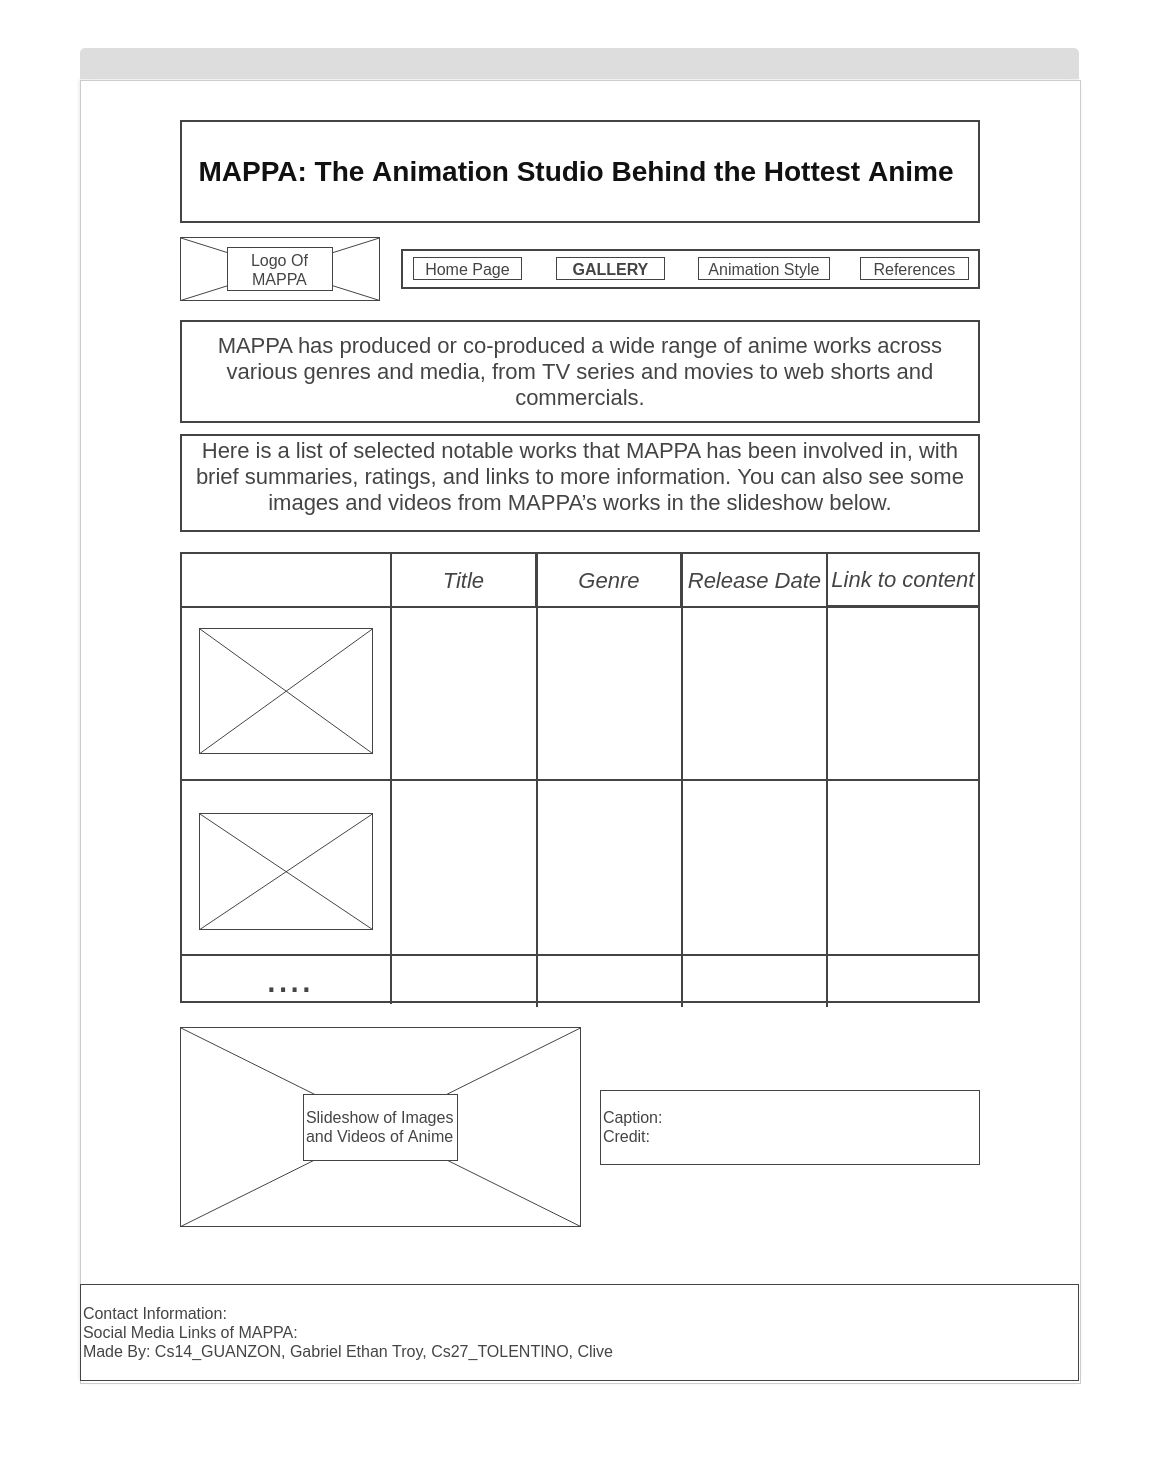 MAPPA: The Animation Studio Behind the Hottest Anime
Logo Of
MAPPA
Home Page
GALLERY
Animation Style
References
MAPPA has produced or co-produced a wide range of anime works across
various genres and media, from TV series and movies to web shorts and
commercials.
Here is a list of selected notable works that MAPPA has been involved in, with
brief summaries, ratings, and links to more information. You can also see some
images and videos from MAPPA’s works in the slideshow below.
Title
Genre
Release Date
Link to content
....
Slideshow of Images
and Videos of Anime
Caption:
Credit:
Contact Information:
Social Media Links of MAPPA:
Made By: Cs14_GUANZON, Gabriel Ethan Troy, Cs27_TOLENTINO, Clive